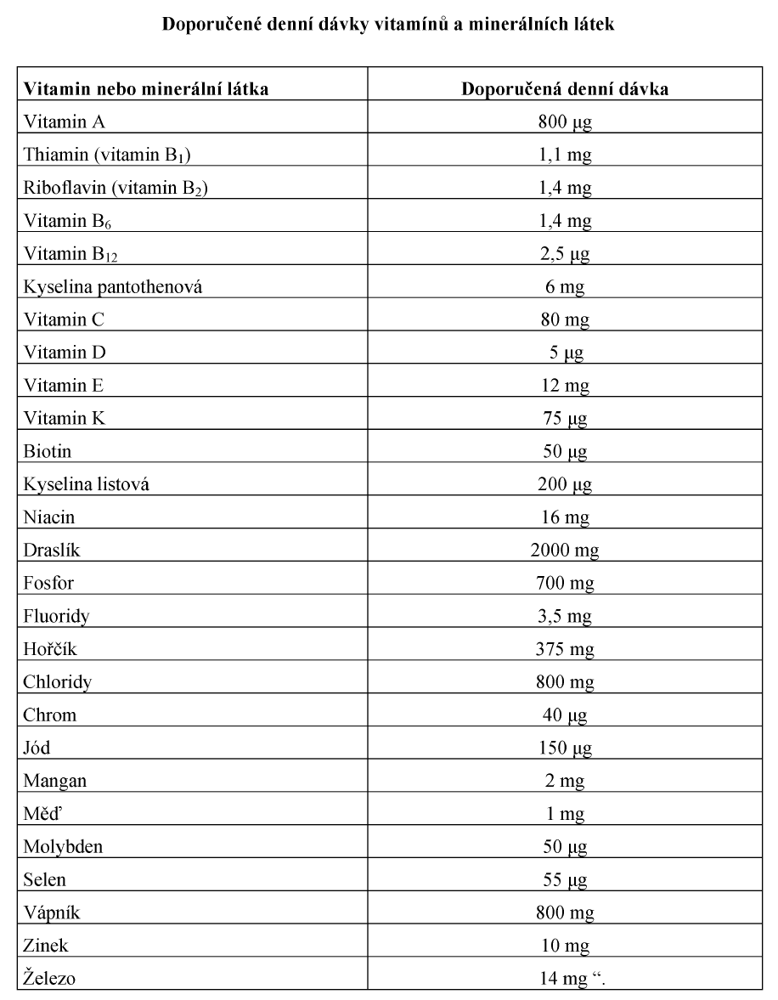 Doporučené denní dávky vitamínů a minerálních látek
Vitamin nebo minerální látka Doporučená denní dávka
Vitamin A 800 μg
Thiamin (vitamin B₁) 1,1 mg
Riboflavin (vitamin B₂) 1,4 mg
Vitamin B₆ 1,4 mg
Vitamin B₁₂ 2,5 μg
Kyselina pantothenová 6 mg
Vitamin C 80 mg
Vitamin D 5 μg
Vitamin E 12 mg
Vitamin K 75 μg
Biotin 50 μg
Kyselina listová 200 μg
Niacin 16 mg
Draslík 2000 mg
Fosfor 700 mg
Fluoridy 3,5 mg
Hořčík 375 mg
Chloridy 800 mg
Chrom 40 μg
Jód 150 μg
Mangan 2 mg
Měď 1 mg
Molybden 50 μg
Selen 55 μg
Vápník 800 mg
Zinek 10 mg
Železo 14 mg “.